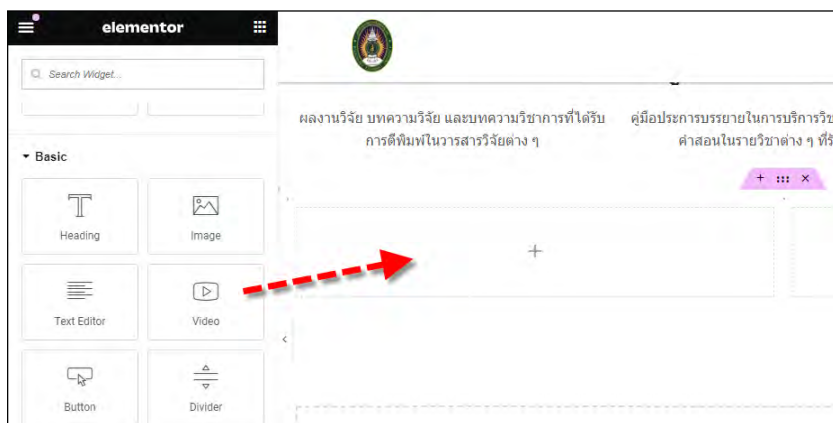 elementor
Search Widget...
ผลงานวิจัย บทความวิจัย และบทความวิชาการที่ได้รับ
การตีพิมพ์ในวารสารวิจัยต่าง ๆ
คู่มือประการบรรยายในการบริการวิช
คำสอนในรายวิชาต่าง ๆ ที่รั
Basic
Heading
Image
Text Editor
Video
Button
Divider